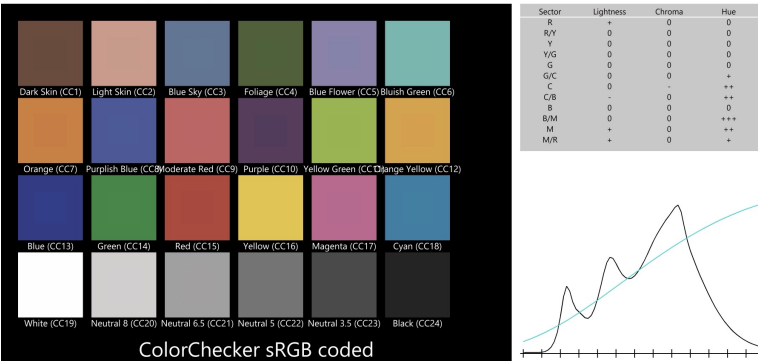 Dark Skin (CC1) Light Skin (CC2) Blue Sky (CC3) Foliage (CC4) Blue Flower (CC5) Bluish Green (CC6)
Orange (CC7) Purplish Blue (CC8) Moderate Red (CC9) Purple (CC10) Yellow Green (CC11) Orange Yellow (CC12)
Blue (CC13) Green (CC14) Red (CC15) Yellow (CC16) Magenta (CC17) Cyan (CC18)
White (CC19) Neutral 8 (CC20) Neutral 6.5 (CC21) Neutral 5 (CC22) Neutral 3.5 (CC23) Black (CC24)
ColorChecker sRGB coded
Sector Lightness Chroma Hue
R + 0 0
R/Y 0 0 0
Y 0 0 0
Y/G 0 0 0
G 0 0 0
G/C 0 0 +
C 0 - ++
C/B - 0 ++
B 0 0 0
B/M 0 0 +++
M + 0 ++
M/R + 0 +